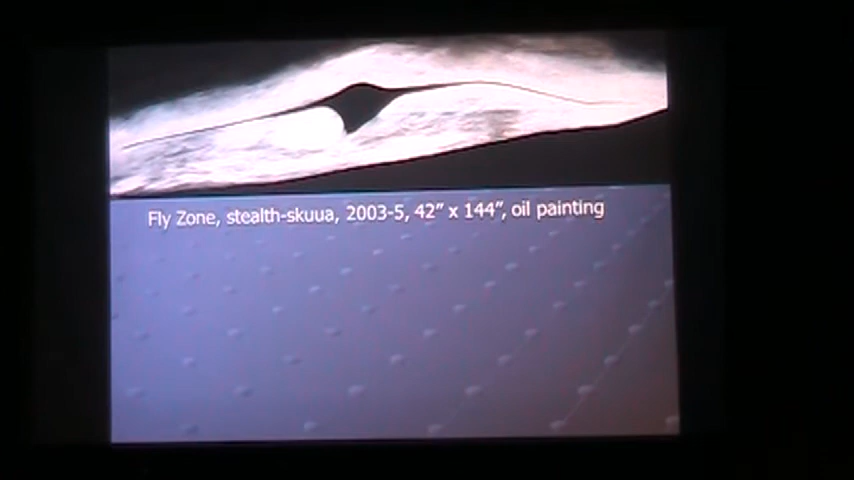 Fly Zone, stealth-skuua, 2003-5, 42” x 144”, oil painting